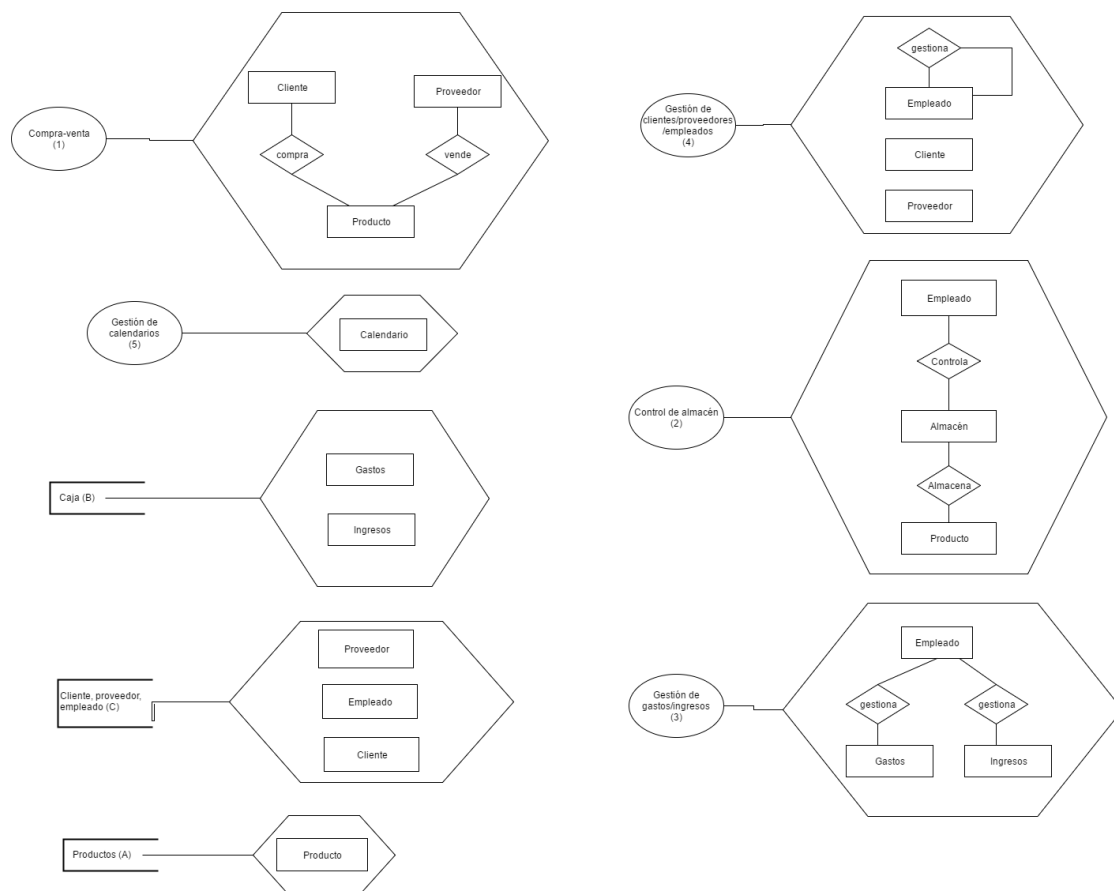 Cliente
Proveedor
Compra-venta
(1)
compra
vende
Producto
gestiona
Empleado
Gestión de
clientes/proveedores
/empleados
(4)
Cliente
Proveedor
Gestión de
calendarios
(5)
Calendario
Empleado
Controla
Control de almacén
(2)
Almacén
Almacena
Producto
Caja (B)
Gastos
Ingresos
Cliente, proveedor,
empleado (C)
Proveedor
Empleado
Cliente
Empleado
Gestión de
gastos/ingresos
(3)
gestiona
gestiona
Gastos
Ingresos
Productos (A)
Producto